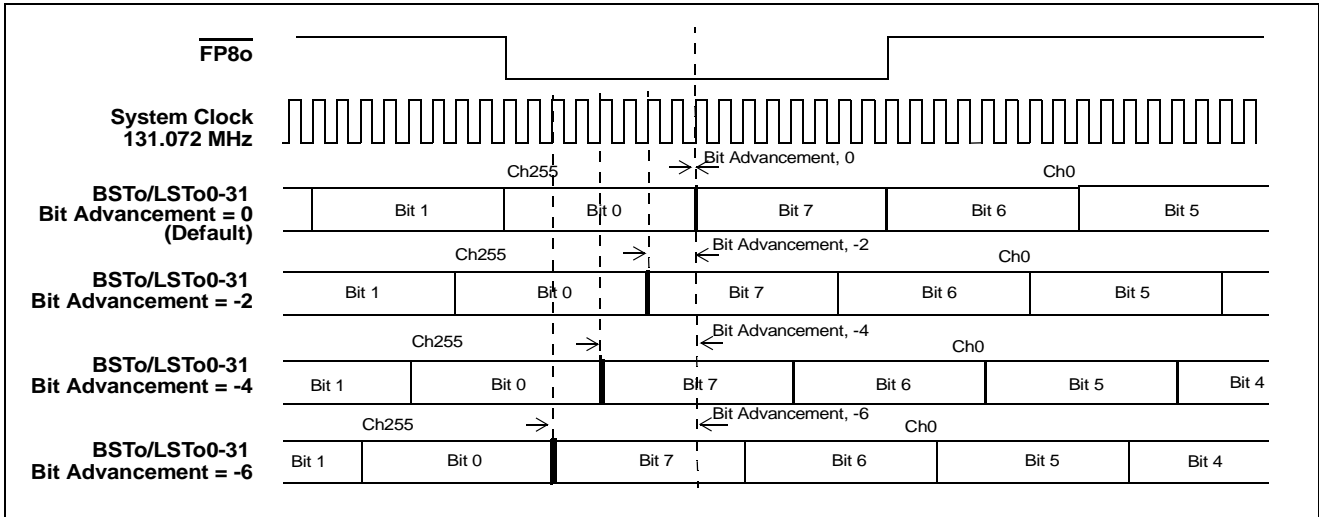 FP8o
System Clock
131.072 MHz
Bit Advancement, 0
Ch255
Ch0
BSTo/LSTo0-31
Bit Advancement = 0
(Default)
Bit 1
Bit 0
Bit 7
Bit 6
Bit 5
Bit Advancement, -2
Ch255
Ch0
BSTo/LSTo0-31
Bit Advancement = -2
Bit 1
Bit 0
Bit 7
Bit 6
Bit 5
Bit Advancement, -4
Ch255
Ch0
BSTo/LSTo0-31
Bit Advancement = -4
Bit 1
Bit 0
Bit 7
Bit 6
Bit 5
Bit 4
Bit Advancement, -6
Ch255
Ch0
BSTo/LSTo0-31
Bit Advancement = -6
Bit 1
Bit 0
Bit 7
Bit 6
Bit 5
Bit 4